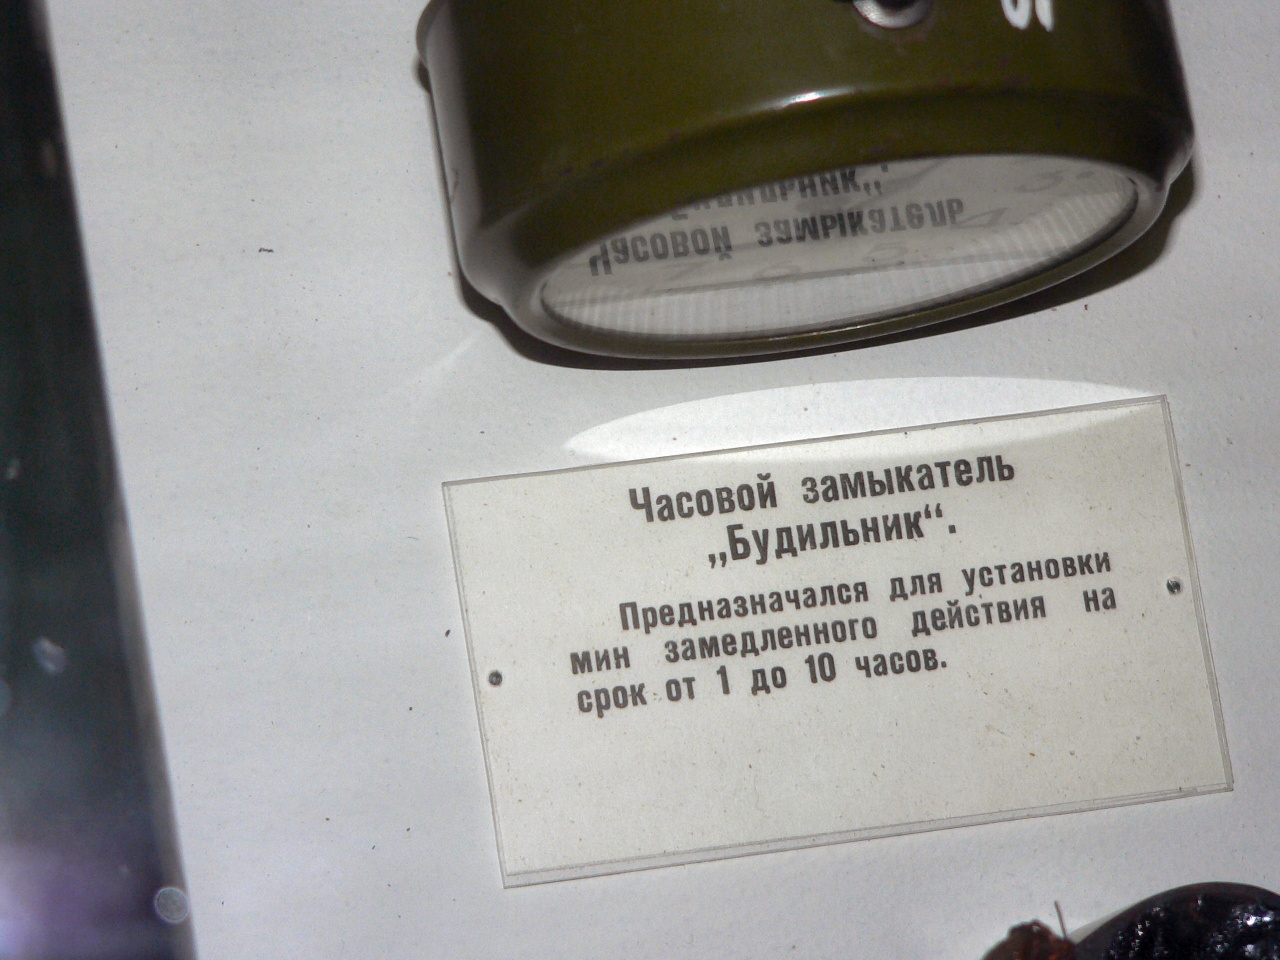 Часовой замыкатель
„Будильник“.
Предназначался для установки
мин замедленного действия на
срок от 1 до 10 часов.